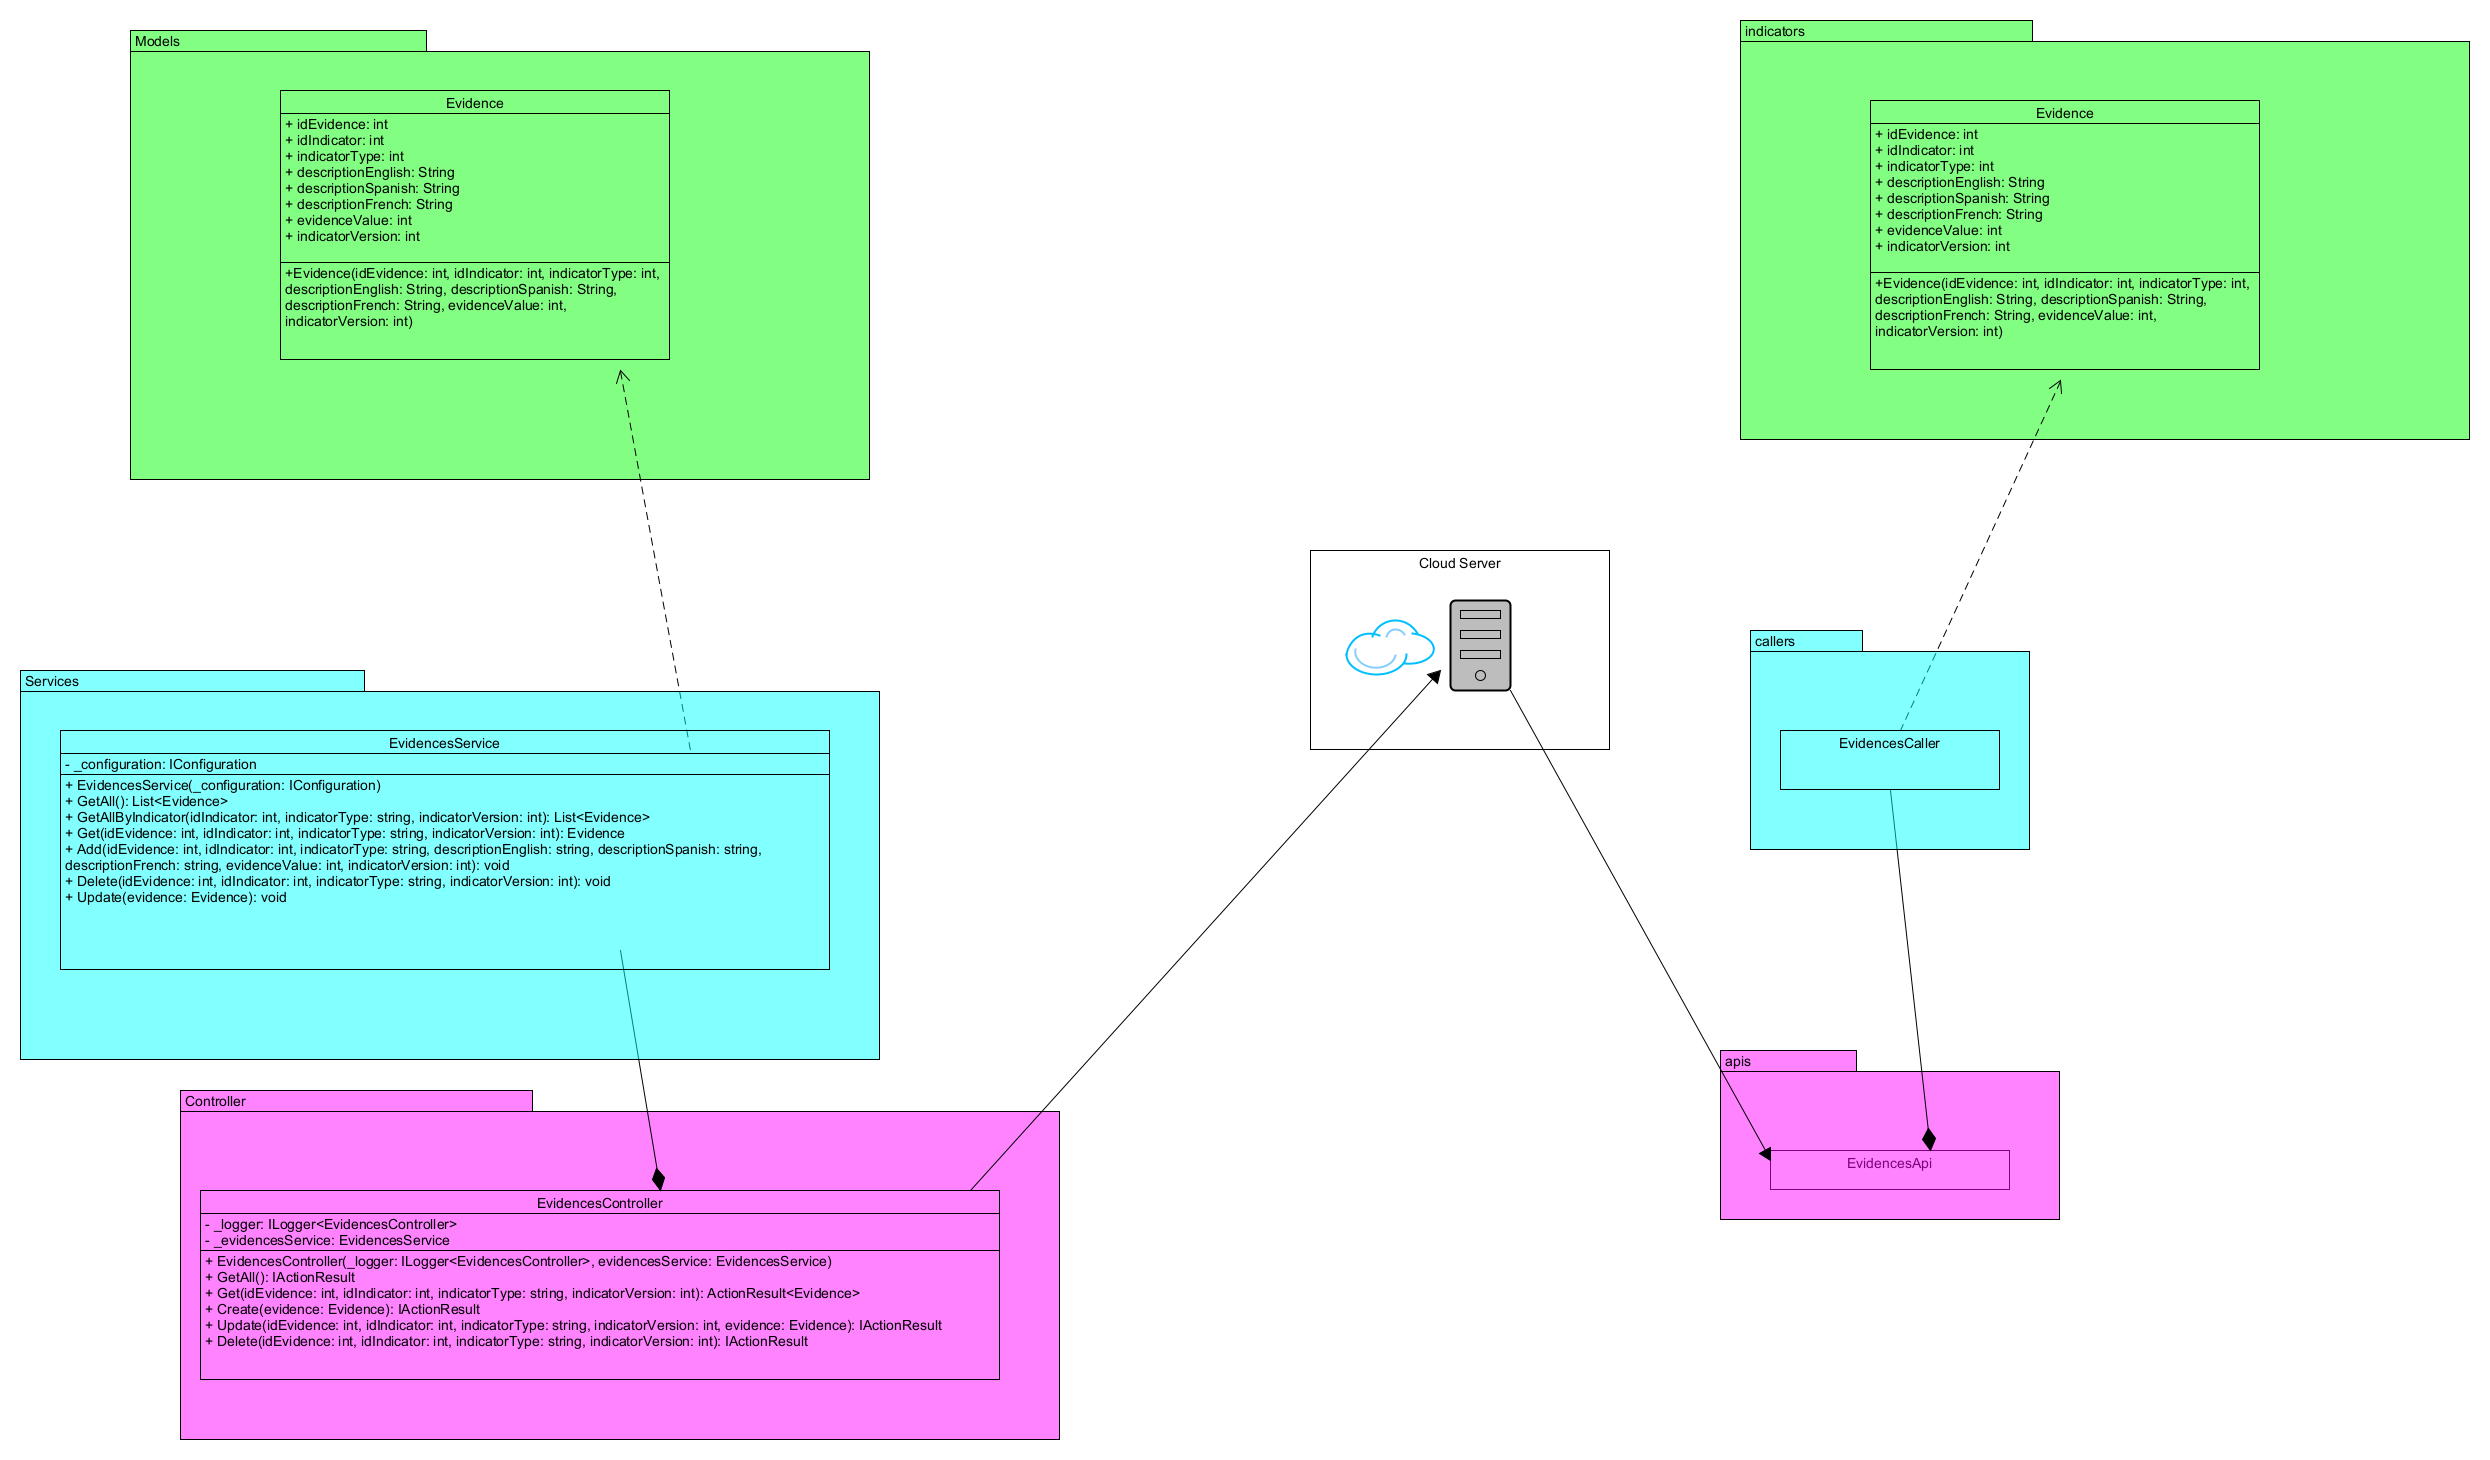 Models
Evidence
+ idEvidence: int
+ idIndicator: int
+ indicatorType: int
+ descriptionEnglish: String
+ descriptionSpanish: String
+ descriptionFrench: String
+ evidenceValue: int
+ indicatorVersion: int
+Evidence(idEvidence: int, idIndicator: int, indicatorType: int,
descriptionEnglish: String, descriptionSpanish: String,
descriptionFrench: String, evidenceValue: int,
indicatorVersion: int)
indicators
Evidence
+ idEvidence: int
+ idIndicator: int
+ indicatorType: int
+ descriptionEnglish: String
+ descriptionSpanish: String
+ descriptionFrench: String
+ evidenceValue: int
+ indicatorVersion: int
+Evidence(idEvidence: int, idIndicator: int, indicatorType: int,
descriptionEnglish: String, descriptionSpanish: String,
descriptionFrench: String, evidenceValue: int,
indicatorVersion: int)
Cloud Server
Services
EvidencesService
- _configuration: IConfiguration
+ EvidencesService(_configuration: IConfiguration)
+ GetAll(): List<Evidence>
+ GetAllByIndicator(idIndicator: int, indicatorType: string, indicatorVersion: int): List<Evidence>
+ Get(idEvidence: int, idIndicator: int, indicatorType: string, indicatorVersion: int): Evidence
+ Add(idEvidence: int, idIndicator: int, indicatorType: string, descriptionEnglish: string, descriptionSpanish: string,
descriptionFrench: string, evidenceValue: int, indicatorVersion: int): void
+ Delete(idEvidence: int, idIndicator: int, indicatorType: string, indicatorVersion: int): void
+ Update(evidence: Evidence): void
callers
EvidencesCaller
Controller
EvidencesController
- _logger: ILogger<EvidencesController>
- _evidencesService: EvidencesService
+ EvidencesController(_logger: ILogger<EvidencesController>, evidencesService: EvidencesService)
+ GetAll(): IActionResult
+ Get(idEvidence: int, idIndicator: int, indicatorType: string, indicatorVersion: int): ActionResult<Evidence>
+ Create(evidence: Evidence): IActionResult
+ Update(idEvidence: int, idIndicator: int, indicatorType: string, indicatorVersion: int, evidence: Evidence): IActionResult
+ Delete(idEvidence: int, idIndicator: int, indicatorType: string, indicatorVersion: int): IActionResult
apis
EvidencesApi